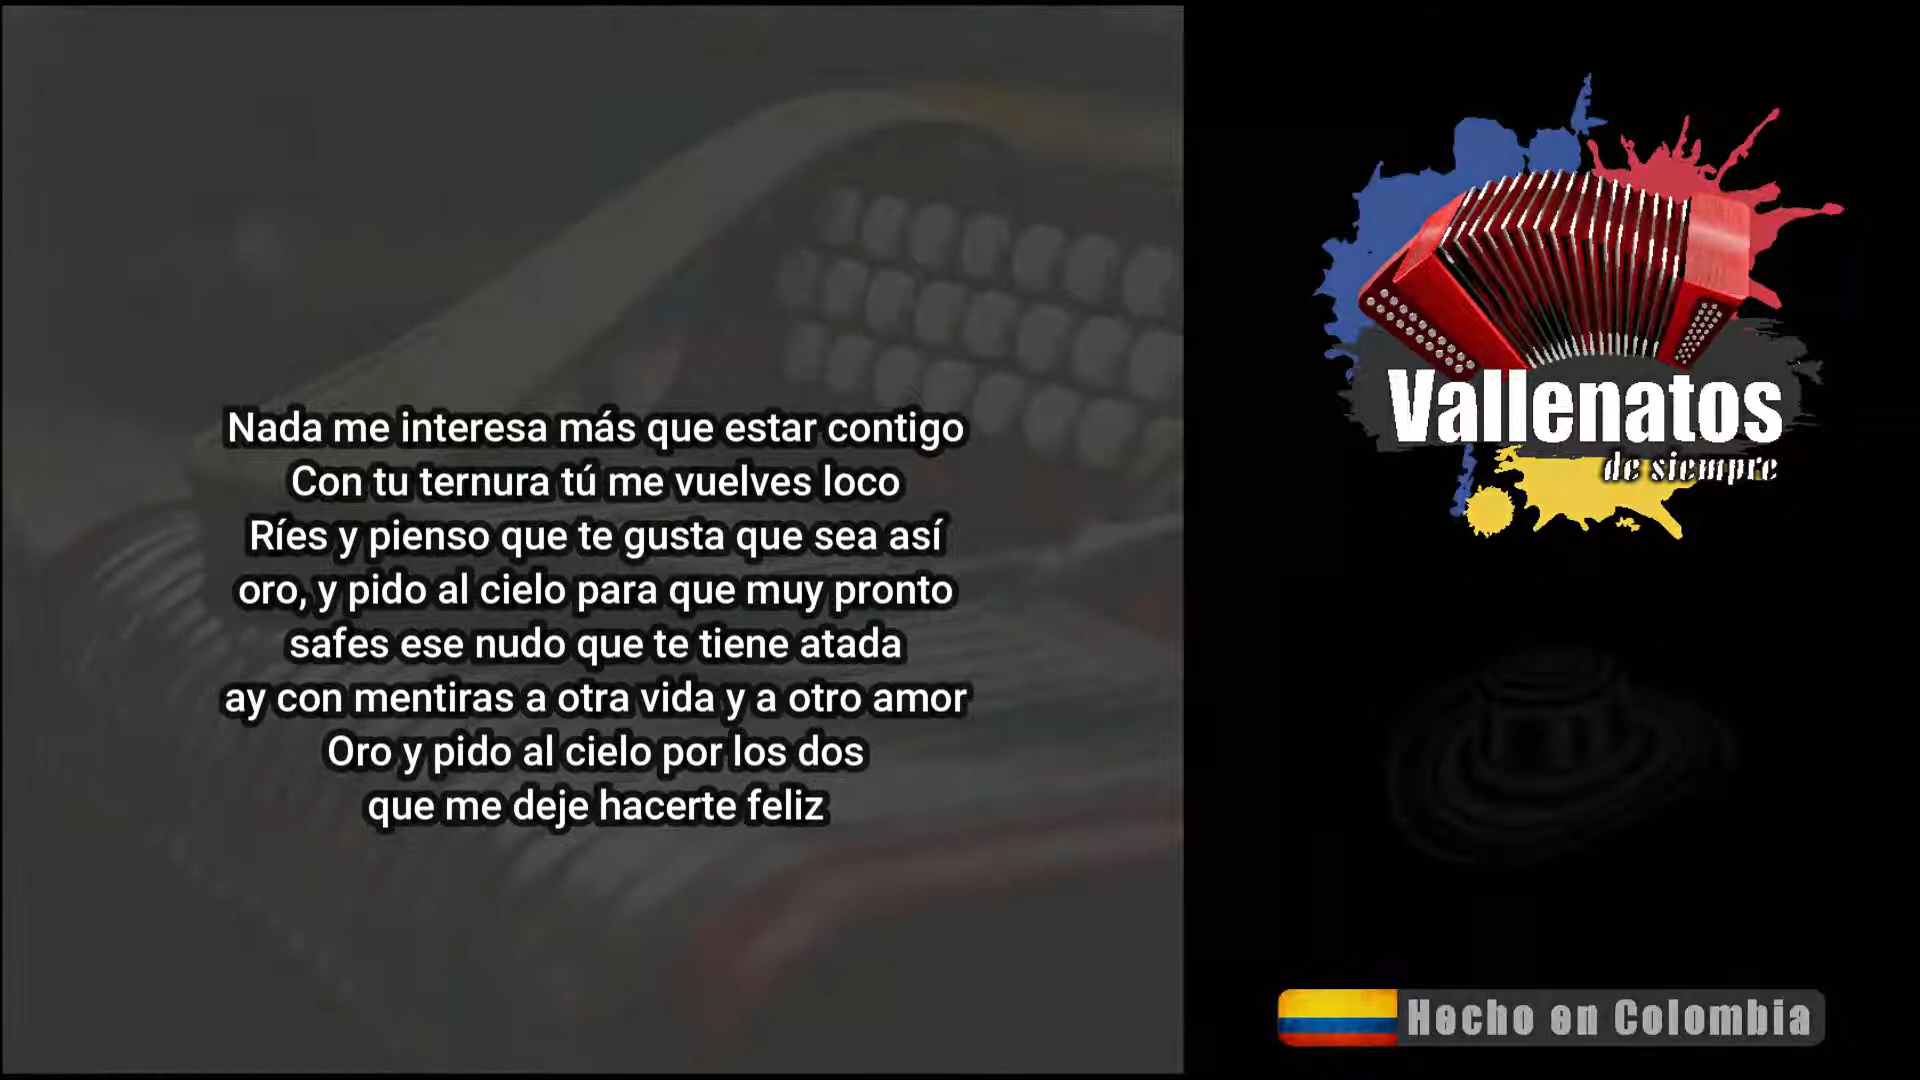 Nada me interesa más que estar contigo
Con tu ternura tú me vuelves loco
Ríes y pienso que te gusta que sea así
oro, y pido al cielo para que muy pronto
safes ese nudo que te tiene atada
ay con mentiras a otra vida y a otro amor
Oro y pido al cielo por los dos
que me deje hacerte feliz
Vallenatos
de siempre
Hecho en Colombia